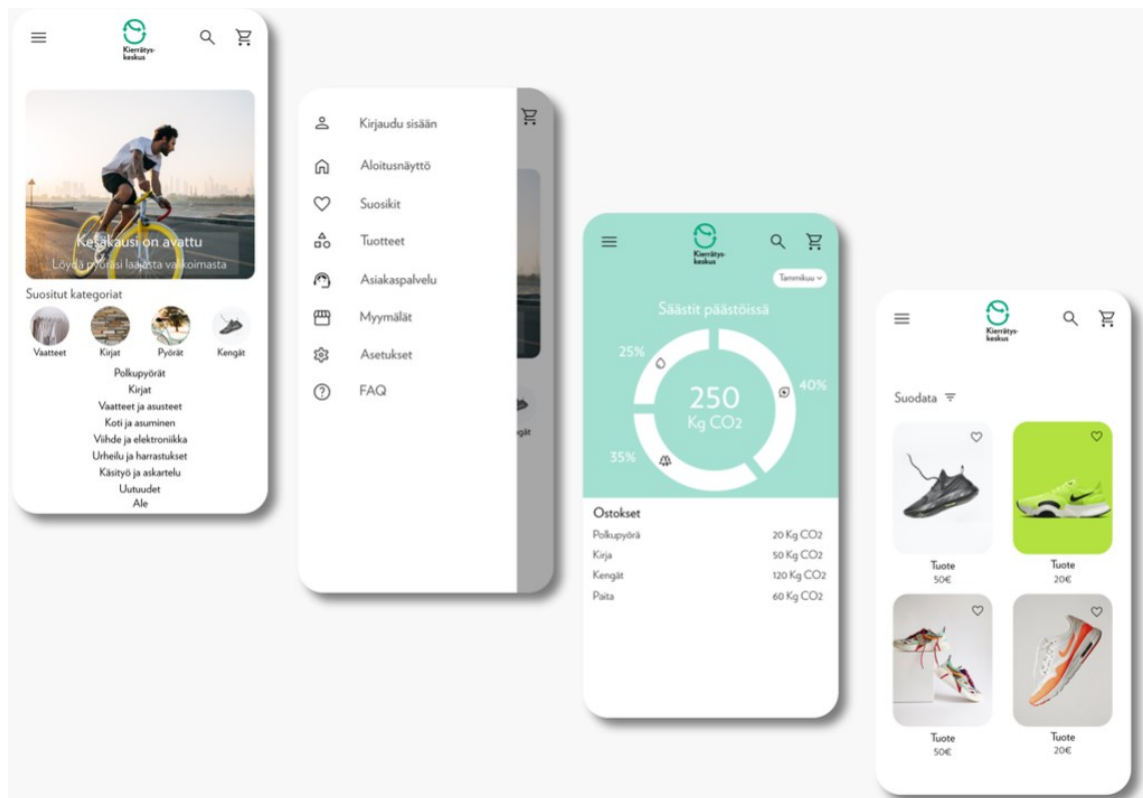 Kierrätys-
keskus
Kesäkausi on avattu
Löydä pyöräsi laajasta valikoimasta
Suositut kategoriat
Vaatteet Kirjat Pyörät Kengät
Polkupyörät
Kirjat
Vaatteet ja asusteet
Koti ja asuminen
Viihde ja elektroniikka
Urheilu ja harrastukset
Käsityö ja askartelu
Uutuudet
Ale
Kirjaudu sisään
Aloitusnäyttö
Suosikit
Tuotteet
Asiakaspalvelu
Myymälät
Asetukset
FAQ
ngät
Kierrätys-
keskus
Tammikuu
Säästit päästöissä
25%
40%
250
Kg CO2
35%
Ostokset
Polkupyörä 20 Kg CO2
Kirja 50 Kg CO2
Kengät 120 Kg CO2
Paita 60 Kg CO2
Kierrätys-
keskus
Suodata
Tuote Tuote
50€ 20€
Tuote Tuote
50€ 20€